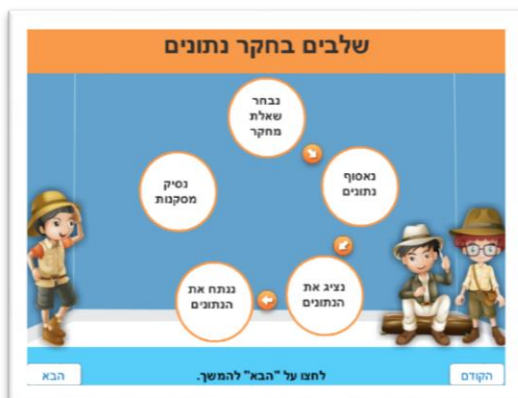 שלבים בחקר נתונים
נבחר
שאלת
מחקר
נאסוף
נתונים
נציג את
הנתונים
ננתח את
הנתונים
נסיק
מסקנות
הקודם
לחצו על "הבא" להמשך.
הבא